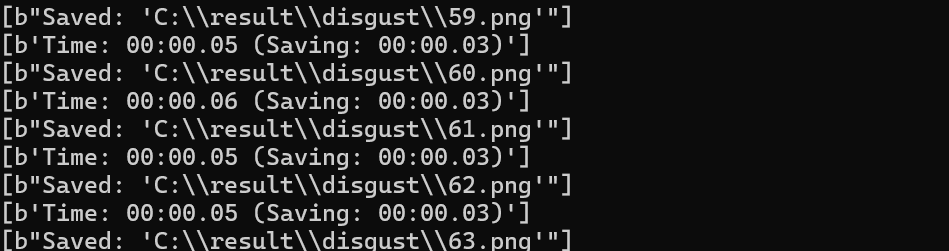 [b"Saved: 'C:\\result\\disgust\\59.png'"]
[b'Time: 00:00.05 (Saving: 00:00.03)']
[b"Saved: 'C:\\result\\disgust\\60.png'"]
[b'Time: 00:00.06 (Saving: 00:00.03)']
[b"Saved: 'C:\\result\\disgust\\61.png'"]
[b'Time: 00:00.05 (Saving: 00:00.03)']
[b"Saved: 'C:\\result\\disgust\\62.png'"]
[b'Time: 00:00.05 (Saving: 00:00.03)']
[b"Saved: 'C:\\result\\disgust\\63.png'"]